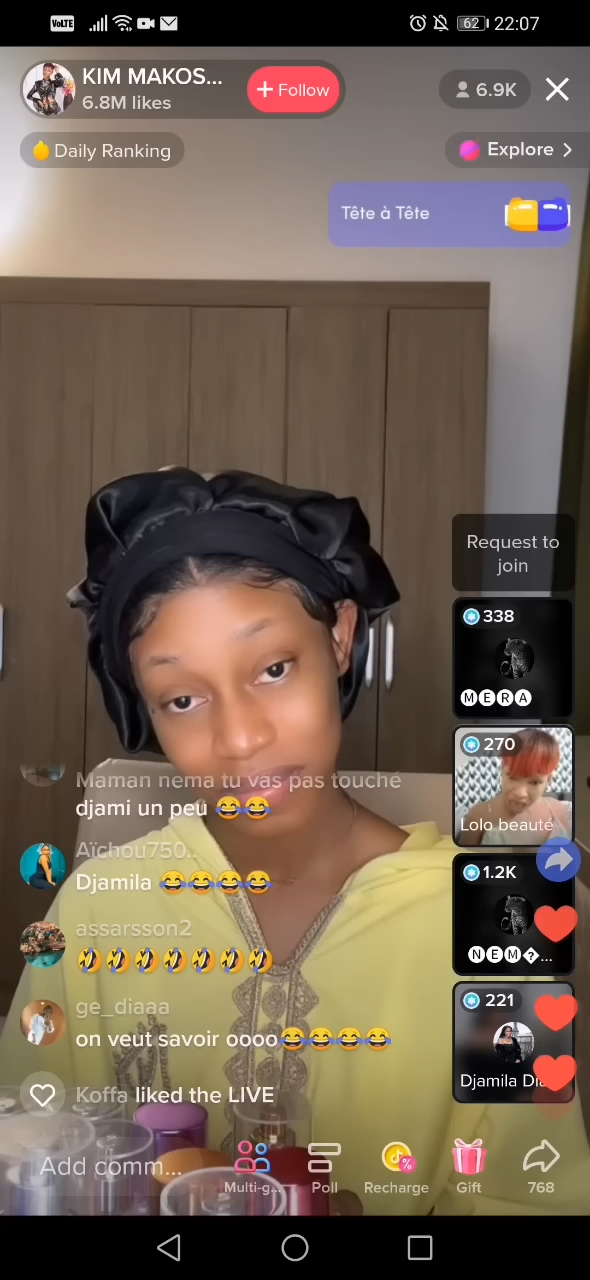 VoLTE
62
22:07
KIM MAKOS...
6.8M likes
+ Follow
6.9K
Daily Ranking
Explore >
Tête à Tête
Request to
join
338
🅜🅔🅡🅐
270
Lolo beauté
Maman nema tu vas pas touché
djami un peu 😂😂
Aïchou750..
Djamila 😂😂😂😂
1.2K
🅝🅔🅜�...
assarsson2
🤣🤣🤣🤣🤣🤣🤣
ge_diaaa
on veut savoir oooo😂😂😂😂
221
Djamila Di
Koffa liked the LIVE
Add comm...
Multi-g...
Poll
Recharge
Gift
768